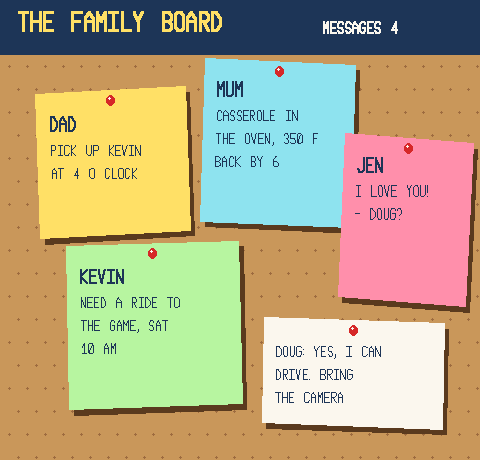 THE FAMILY BOARD
MESSAGES 4
DAD
PICK UP KEVIN
AT 4 O CLOCK
MUM
CASSEROLE IN
THE OVEN, 350 F
BACK BY 6
JEN
I LOVE YOU!
- DOUG?
KEVIN
NEED A RIDE TO
THE GAME, SAT
10 AM
DOUG: YES, I CAN
DRIVE. BRING
THE CAMERA